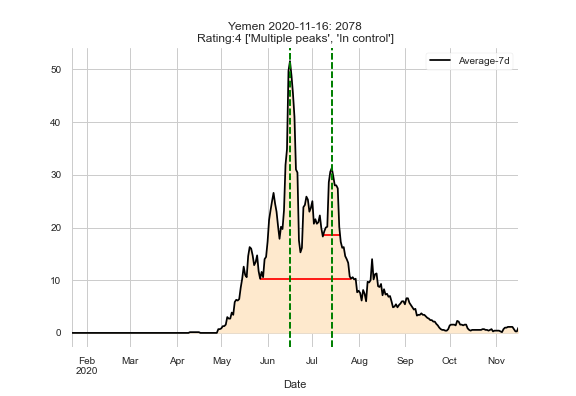 Yemen 2020-11-16: 2078
Rating:4 ['Multiple peaks', 'In control']
Average-7d
50
40
30
20
10
0
Feb Mar Apr May Jun Jul Aug Sep Oct Nov
2020
Date